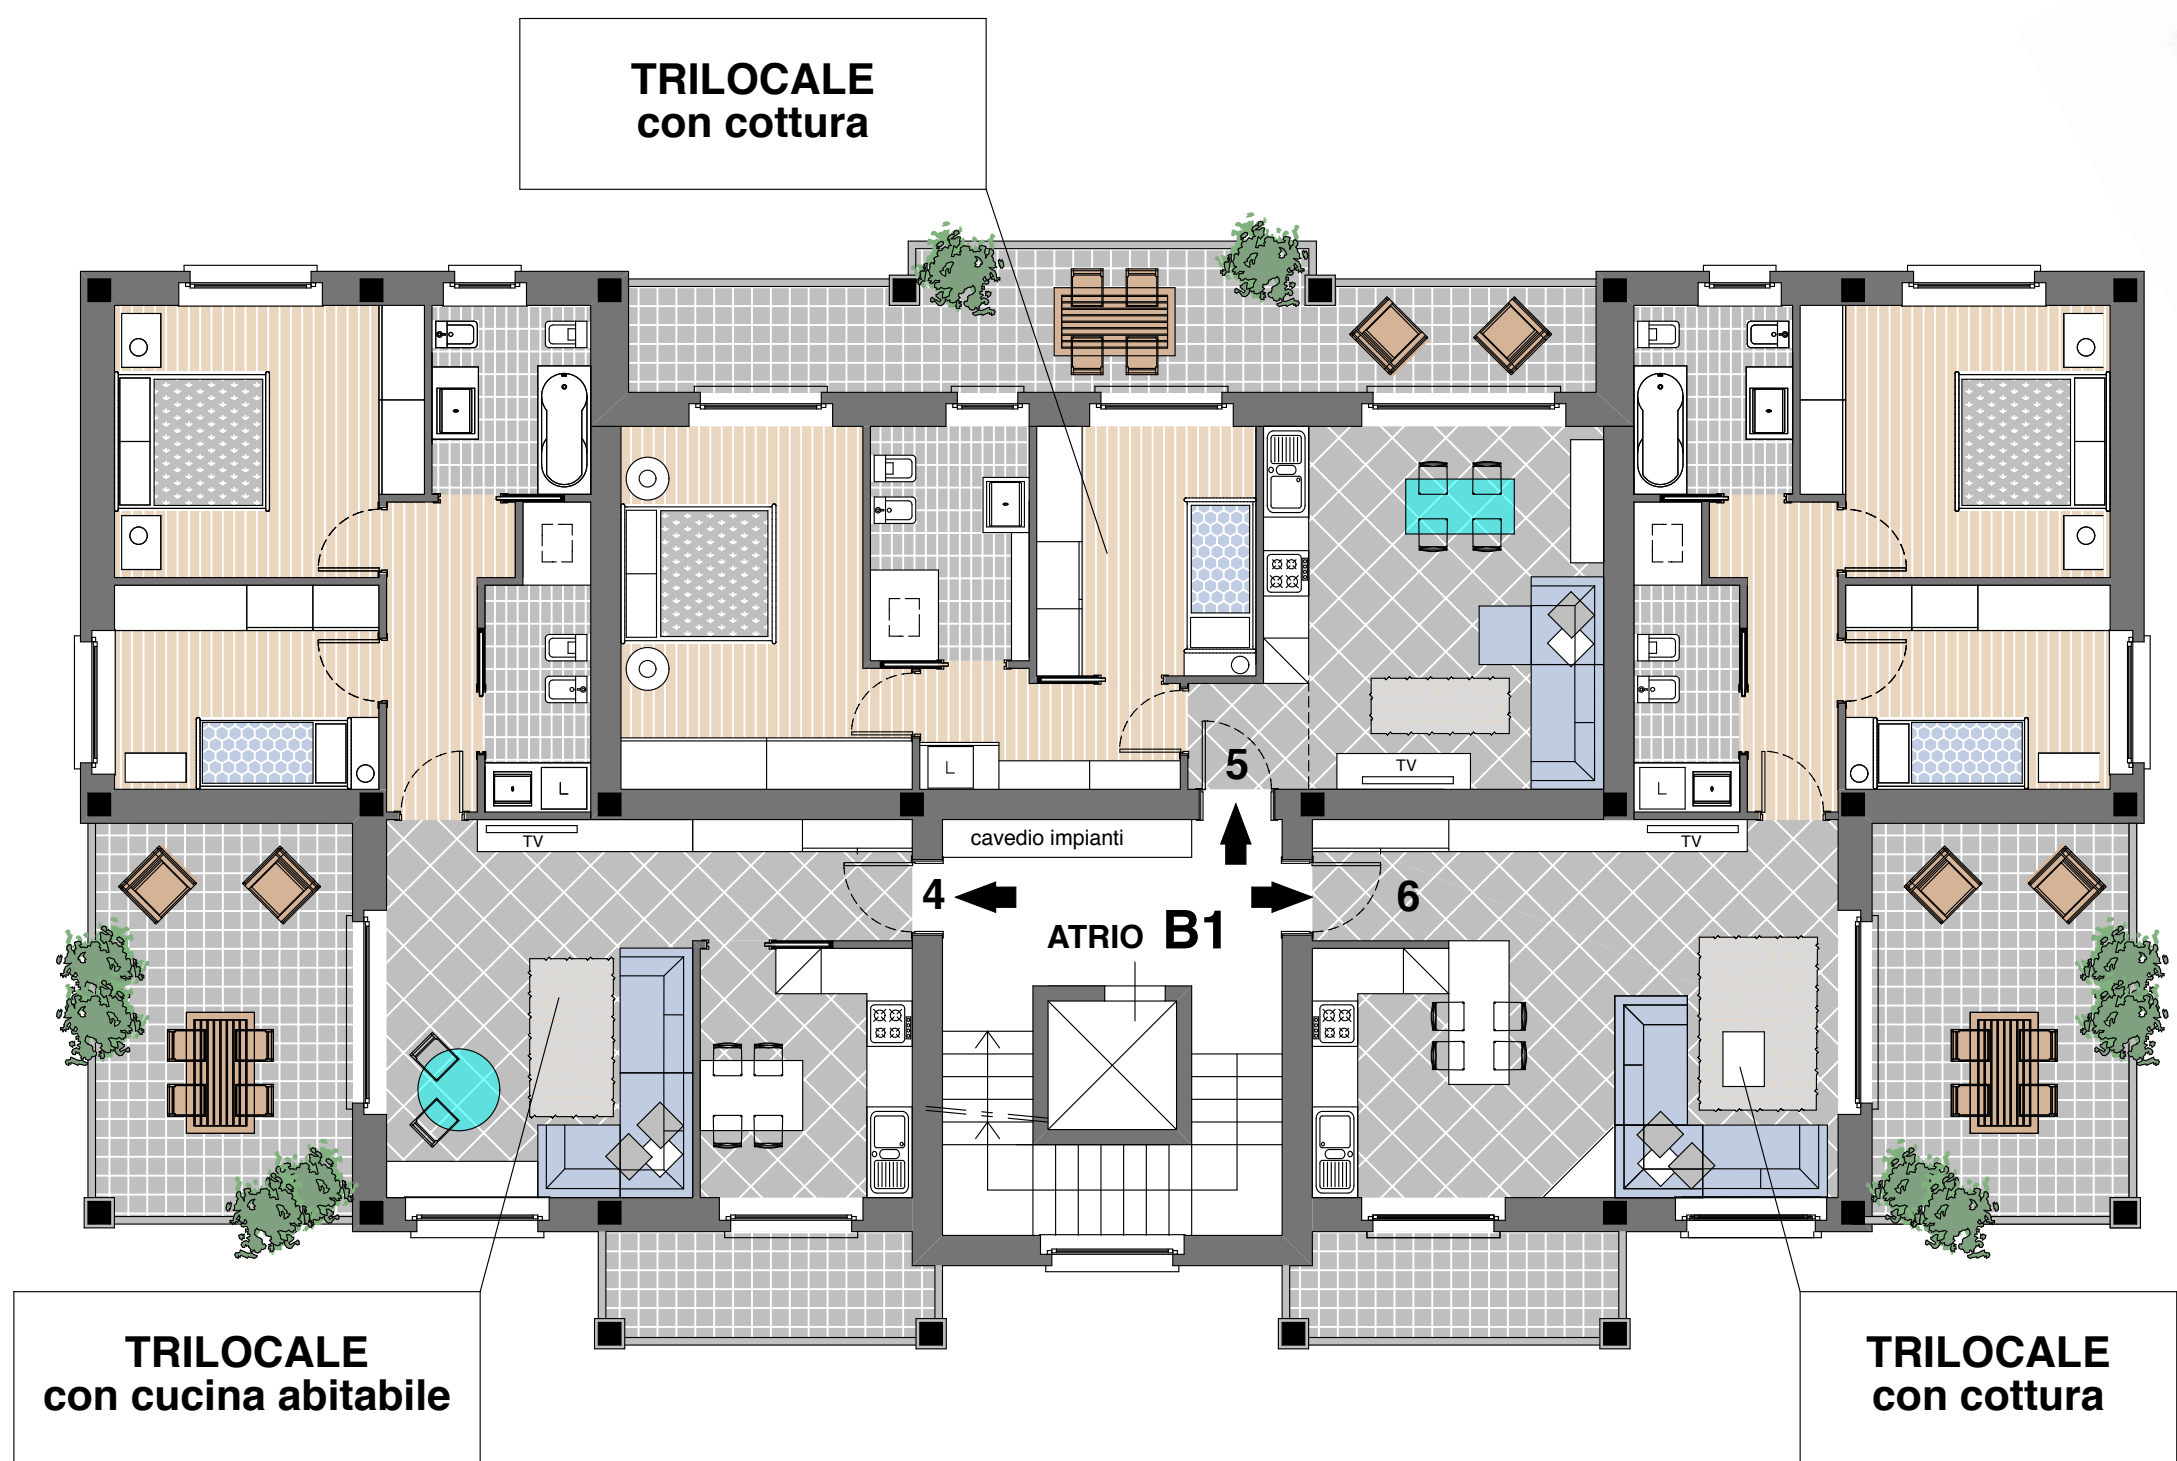 TRILOCALE
con cottura
L
5
TV
TV
cavedio impianti
TV
4
6
ATRIO B1
L
L
TRILOCALE
con cucina abitabile
TRILOCALE
con cottura